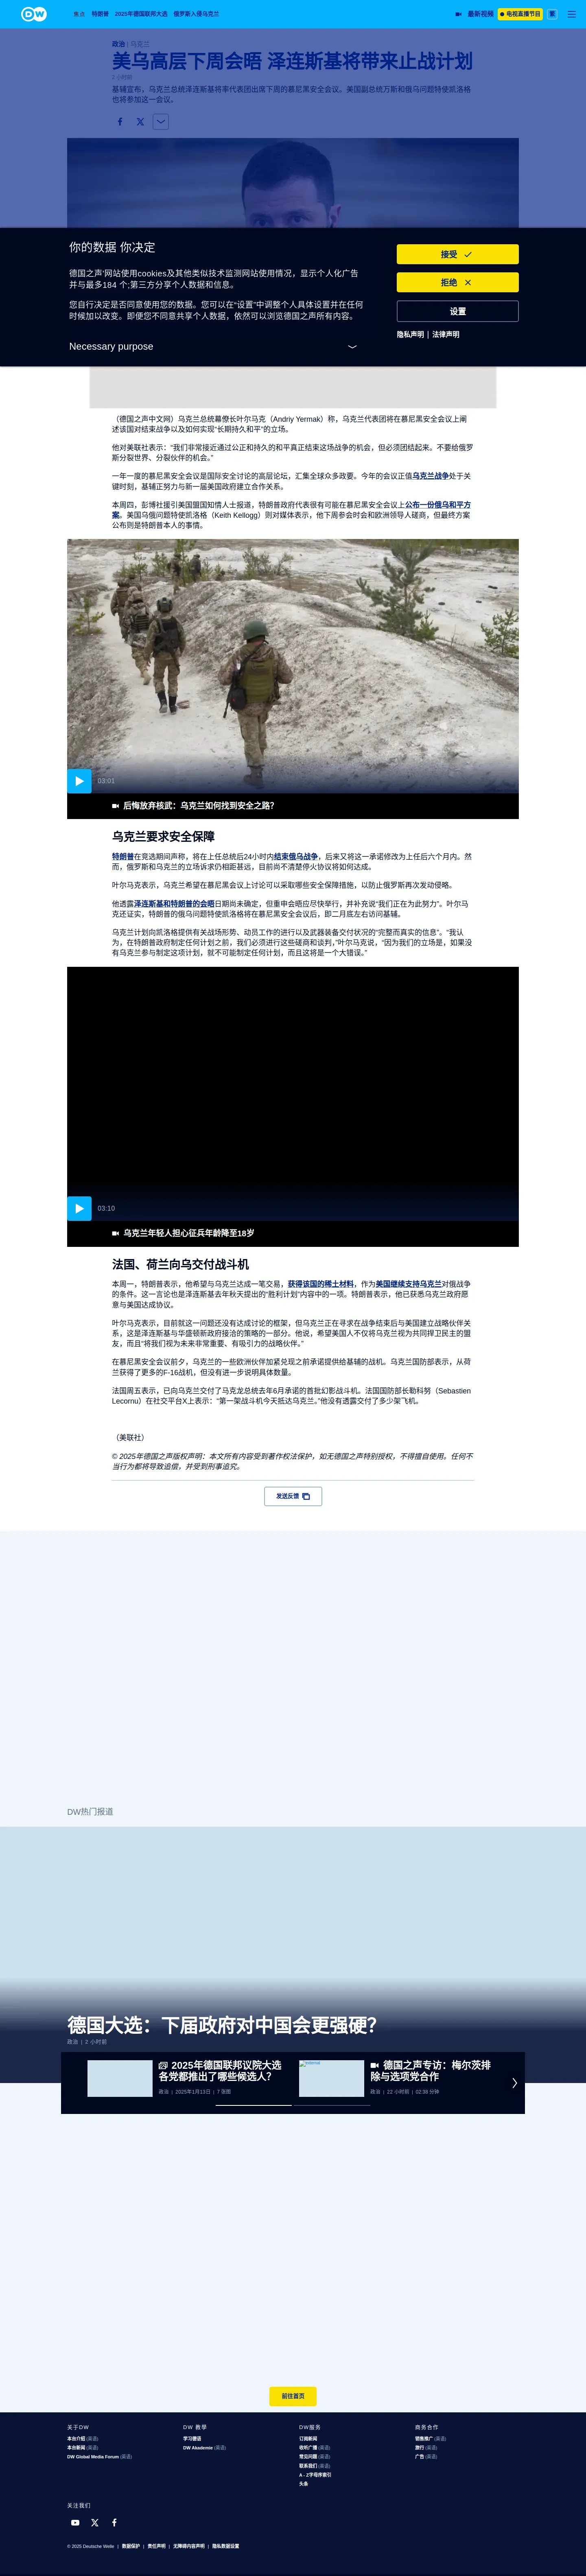 DW
焦点 特朗普 2025年德国联邦大选 俄罗斯入侵乌克兰
最新视频 电视直播节目 繁
政治 | 乌克兰
美乌高层下周会晤 泽连斯基将带来止战计划
2 小时前
基辅宣布，乌克兰总统泽连斯基将率代表团出席下周的慕尼黑安全会议。美国副总统万斯和俄乌问题特使凯洛格
也将参加这一会议。
你的数据 你决定
德国之声‘网站使用cookies及其他类似技术监测网站使用情况，显示个人化广告
并与最多184 个;第三方分享个人数据和信息。
您自行决定是否同意使用您的数据。您可以在“设置”中调整个人具体设置并在任何
时候加以改变。即便您不同意共享个人数据，依然可以浏览德国之声所有内容。
Necessary purpose
接受
拒绝
设置
隐私声明 | 法律声明
（德国之声中文网）乌克兰总统幕僚长叶尔马克（Andriy Yermak）称，乌克兰代表团将在慕尼黑安全会议上阐
述该国对结束战争以及如何实现“长期持久和平”的立场。
他对美联社表示：“我们非常接近通过公正和持久的和平真正结束这场战争的机会，但必须团结起来。不要给俄罗
斯分裂世界、分裂伙伴的机会。”
一年一度的慕尼黑安全会议是国际安全讨论的高层论坛，汇集全球众多政要。今年的会议正值乌克兰战争处于关
键时刻，基辅正努力与新一届美国政府建立合作关系。
本周四，彭博社援引美国盟国知情人士报道，特朗普政府代表很有可能在慕尼黑安全会议上公布一份俄乌和平方
案。美国乌俄问题特使凯洛格（Keith Kellogg）则对媒体表示，他下周参会时会和欧洲领导人磋商，但最终方案
公布则是特朗普本人的事情。
03:01
后悔放弃核武：乌克兰如何找到安全之路?
乌克兰要求安全保障
特朗普在竞选期间声称，将在上任总统后24小时内结束俄乌战争，后来又将这一承诺修改为上任后六个月内。然
而，俄罗斯和乌克兰的立场诉求仍相距甚远，目前尚不清楚停火协议将如何达成。
叶尔马克表示，乌克兰希望在慕尼黑会议上讨论可以采取哪些安全保障措施，以防止俄罗斯再次发动侵略。
他透露泽连斯基和特朗普的会晤日期尚未确定，但重申会晤应尽快举行，并补充说“我们正在为此努力”。叶尔马
克还证实，特朗普的俄乌问题特使凯洛格将在慕尼黑安全会议后，即二月底左右访问基辅。
乌克兰计划向凯洛格提供有关战场形势、动员工作的进行以及武器装备交付状况的“完整而真实的信息”。“我认
为，在特朗普政府制定任何计划之前，我们必须进行这些磋商和谈判，”叶尔马克说，“因为我们的立场是，如果没
有乌克兰参与制定这项计划，就不可能制定任何计划，而且这将是一个大错误。”
03:10
乌克兰年轻人担心征兵年龄降至18岁
法国、荷兰向乌交付战斗机
本周一，特朗普表示，他希望与乌克兰达成一笔交易，获得该国的稀土材料，作为美国继续支持乌克兰对俄战争
的条件。这一言论也是泽连斯基去年秋天提出的“胜利计划”内容中的一项。特朗普表示，他已获悉乌克兰政府愿
意与美国达成协议。
叶尔马克表示，目前就这一问题还没有达成讨论的框架，但乌克兰正在寻求在战争结束后与美国建立战略伙伴关
系，这是泽连斯基与华盛顿新政府接洽的策略的一部分。他说，希望美国人不仅将乌克兰视为共同捍卫民主的盟
友，而且“将我们视为未来非常重要、有吸引力的战略伙伴。”
在慕尼黑安全会议前夕，乌克兰的一些欧洲伙伴加紧兑现之前承诺提供给基辅的战机。乌克兰国防部表示，从荷
兰获得了更多的F-16战机，但没有进一步说明具体数量。
法国周五表示，已向乌克兰交付了马克龙总统去年6月承诺的首批幻影战斗机。法国国防部长勒科努（Sebastien
Lecornu）在社交平台X上表示：“第一架战斗机今天抵达乌克兰。”他没有透露交付了多少架飞机。
（美联社）
© 2025年德国之声版权声明：本文所有内容受到著作权法保护，如无德国之声特别授权，不得擅自使用。任何不
当行为都将导致追偿，并受到刑事追究。
发送反馈
DW热门报道
德国大选：下届政府对中国会更强硬?
政治 | 2 小时前
2025年德国联邦议院大选
各党都推出了哪些候选人?
政治 | 2025年1月13日 | 7 张图
external
德国之声专访：梅尔茨排
除与选项党合作
政治 | 22 小时前 | 02:39 分钟
前往首页
关于DW
本台介绍 (英语)
本台新闻 (英语)
DW Global Media Forum (英语)
DW 教學
学习德语
DW Akademie (英语)
DW服务
订阅新闻
收听广播 (英语)
常见问题 (英语)
联系我们 (英语)
A - Z字母序索引
头条
商务合作
销售推广 (英语)
旅行 (英语)
广告 (英语)
关注我们
© 2025 Deutsche Welle | 数据保护 | 责任声明 | 无障碍内容声明 | 隐私数据设置